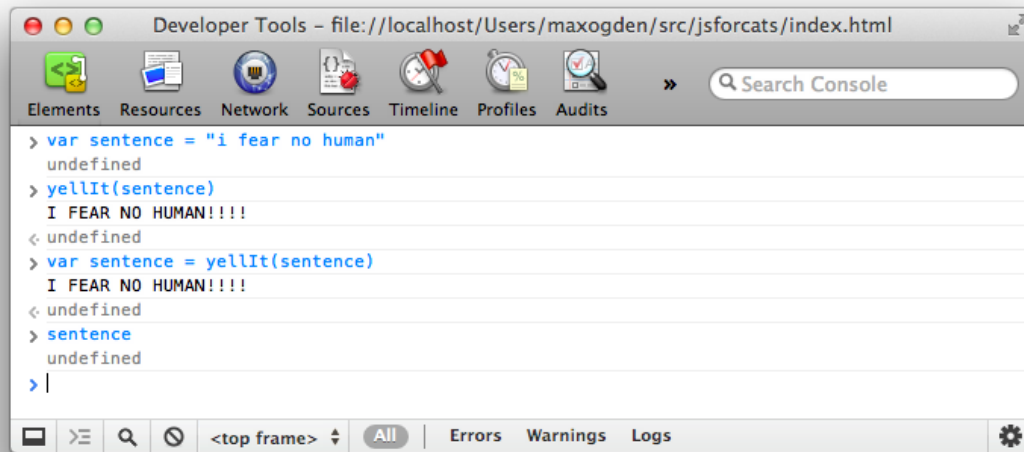 Developer Tools – file://localhost/Users/maxogden/src/jsforcats/index.html
Elements Resources Network Sources Timeline Profiles Audits » Search Console
> var sentence = "i fear no human"
undefined
> yellIt(sentence)
I FEAR NO HUMAN!!!!
undefined
> var sentence = yellIt(sentence)
I FEAR NO HUMAN!!!!
undefined
> sentence
undefined
>
<top frame> All Errors Warnings Logs